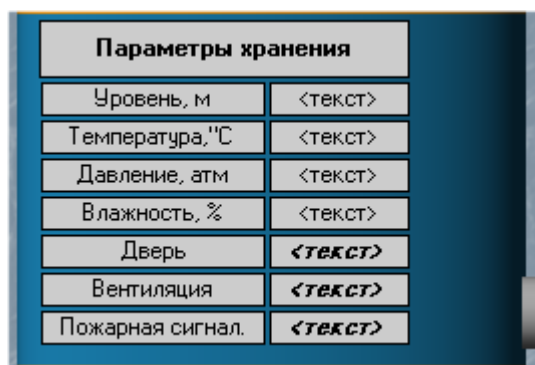 Параметры хранения
Уровень, м <текст>
Температура,"С <текст>
Давление, атм <текст>
Влажность, % <текст>
Дверь <текст>
Вентиляция <текст>
Пожарная сигнал. <текст>